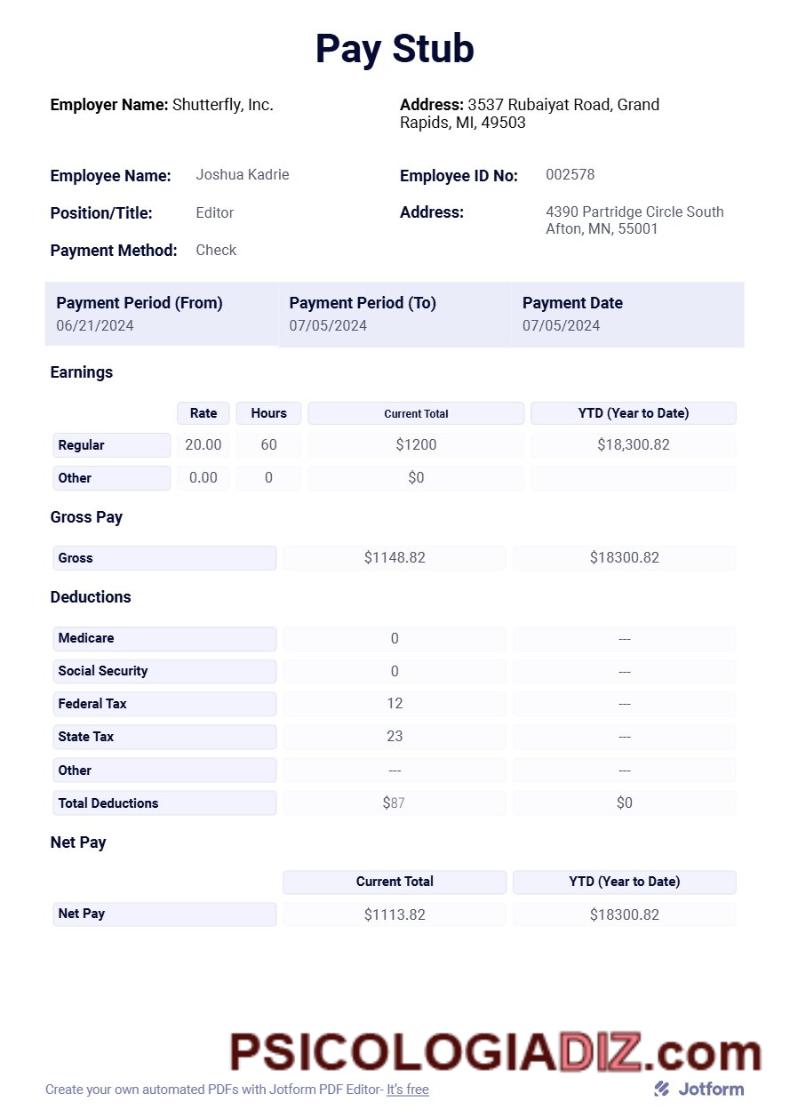 Pay Stub
Employer Name: Shutterfly, Inc.
Address: 3537 Rubaiyat Road, Grand
Rapids, MI, 49503
Employee Name: Joshua Kadrie
Employee ID No: 002578
Position/Title: Editor
Address: 4390 Partridge Circle South
Afton, MN, 55001
Payment Method: Check
Payment Period (From) Payment Period (To) Payment Date
06/21/2024 07/05/2024 07/05/2024
Earnings
Rate Hours Current Total YTD (Year to Date)
Regular 20.00 60 $1200 $18,300.82
Other 0.00 0 $0
Gross Pay
Gross $1148.82 $18300.82
Deductions
Medicare 0 ---
Social Security 0 ---
Federal Tax 12 ---
State Tax 23 ---
Other --- ---
Total Deductions $87 $0
Net Pay
Current Total YTD (Year to Date)
Net Pay $1113.82 $18300.82
PSICOLOGIADIZ.com
Create your own automated PDFs with Jotform PDF Editor- It's free
Jotform